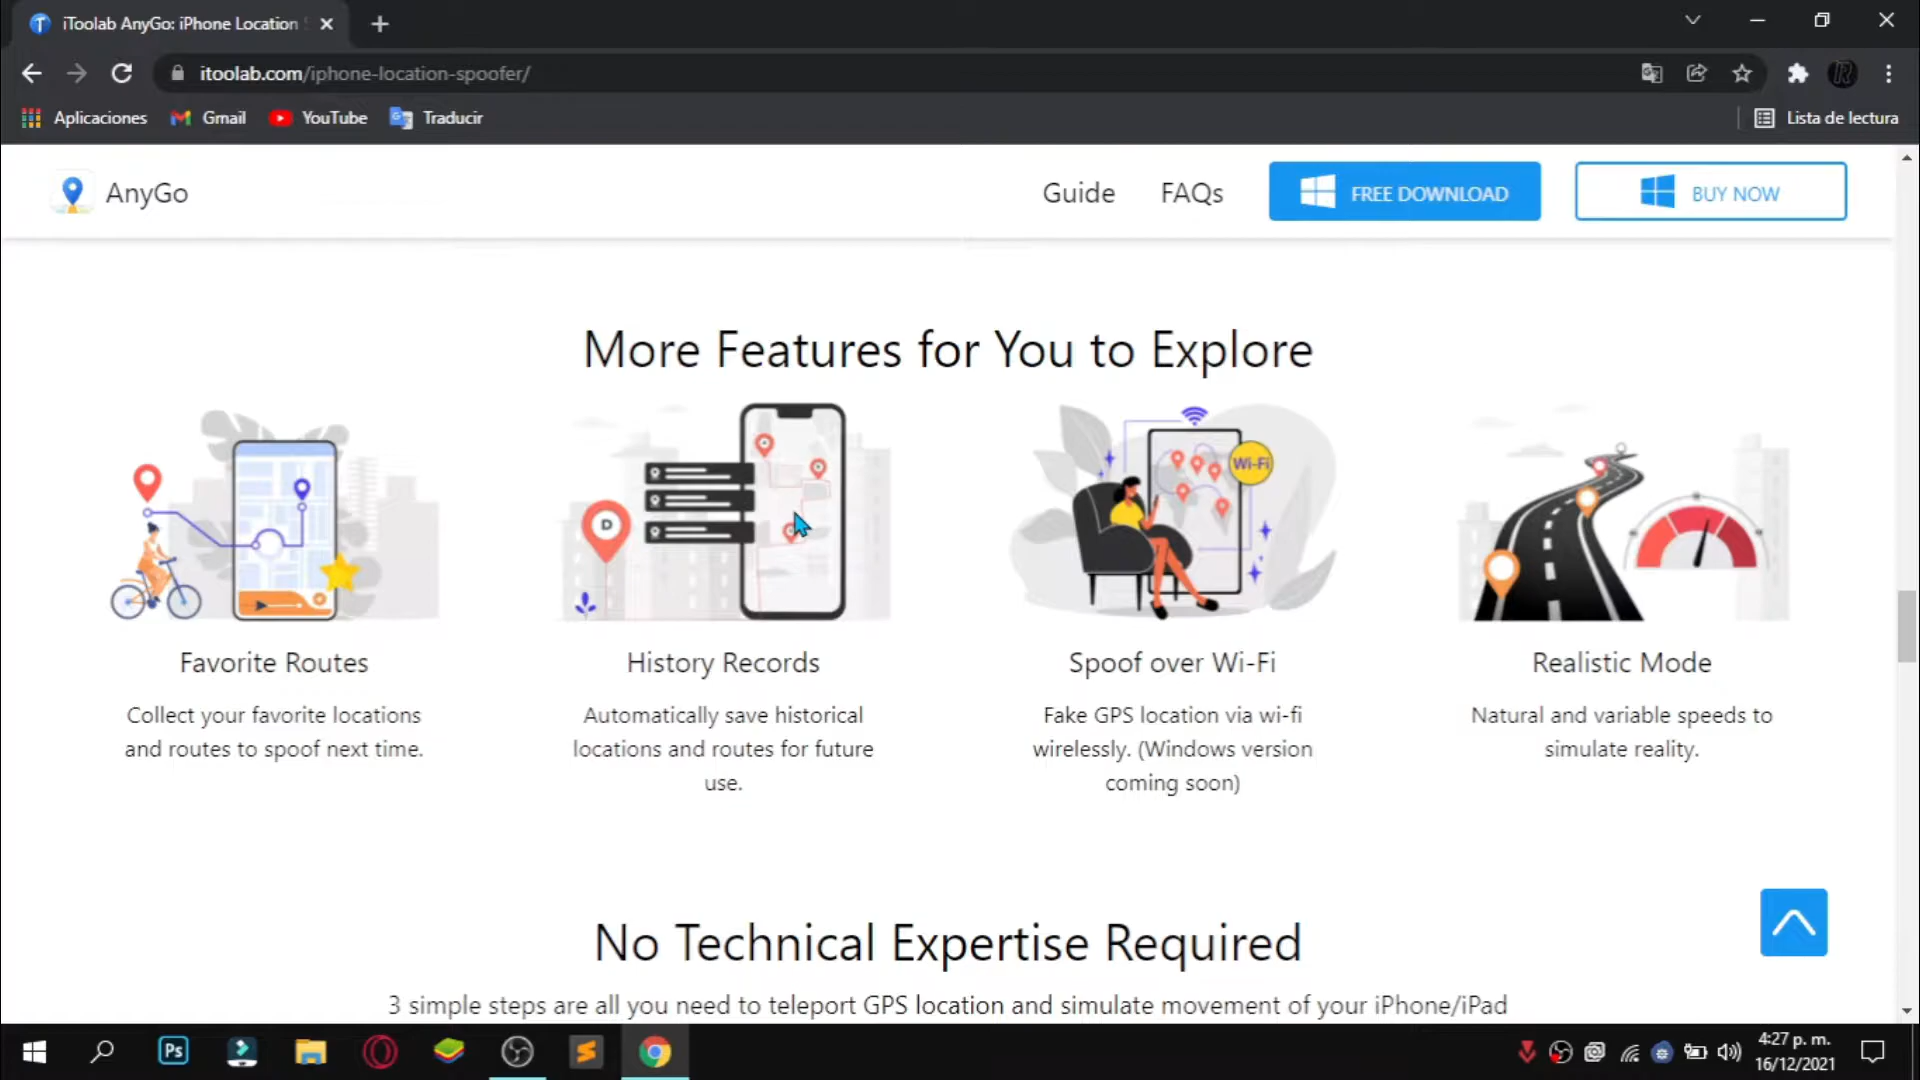 iToolab AnyGo: iPhone Location
itoolab.com/iphone-location-spoofer/
Aplicaciones
Gmail
YouTube
Traducir
Lista de lectura
AnyGo
Guide
FAQs
FREE DOWNLOAD
BUY NOW
More Features for You to Explore
D
Wi-Fi
Favorite Routes
Collect your favorite locations
and routes to spoof next time.
History Records
Automatically save historical
locations and routes for future
use.
Spoof over Wi-Fi
Fake GPS location via wi-fi
wirelessly. (Windows version
coming soon)
Realistic Mode
Natural and variable speeds to
simulate reality.
No Technical Expertise Required
3 simple steps are all you need to teleport GPS location and simulate movement of your iPhone/iPad
Ps
4:27 p. m.
16/12/2021